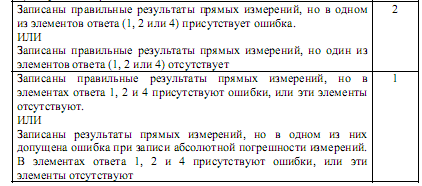 Записаны правильные результаты прямых измерений, но в одном 2
из элементов ответа (1, 2 или 4) присутствует ошибка.
ИЛИ
Записаны правильные результаты прямых измерений, но один из
элементов ответа (1, 2 или 4) отсутствует
Записаны правильные результаты прямых измерений, но в 1
элементах ответа 1, 2 и 4 присутствуют ошибки, или эти элементы
отсутствуют.
ИЛИ
Записаны результаты прямых измерений, но в одном из них
допущена ошибка при записи абсолютной погрешности измерений.
В элементах ответа 1, 2 и 4 присутствуют ошибки, или эти
элементы отсутствуют